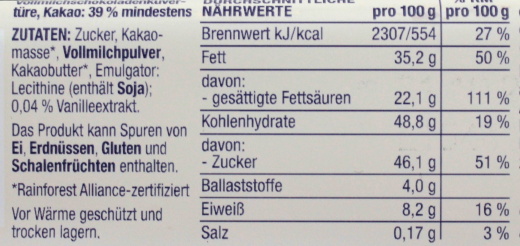 Vollmilchschokoladenkuver-
türe, Kakao: 39 % mindestens
ZUTATEN: Zucker, Kakao-
masse*, Vollmilchpulver,
Kakaobutter*, Emulgator:
Lecithine (enthält Soja);
0,04 % Vanilleextrakt.
Das Produkt kann Spuren von
Ei, Erdnüssen, Gluten und
Schalenfrüchten enthalten.
*Rainforest Alliance-zertifiziert
Vor Wärme geschützt und
trocken lagern.
DURCHSCHNITTLICHE
NÄHRWERTE pro 100 g pro 100 g
Brennwert kJ/kcal 2307/554 27 %
Fett 35,2 g 50 %
davon:
- gesättigte Fettsäuren 22,1 g 111 %
Kohlenhydrate 48,8 g 19 %
davon:
- Zucker 46,1 g 51 %
Ballaststoffe 4,0 g
Eiweiß 8,2 g 16 %
Salz 0,17 g 3 %